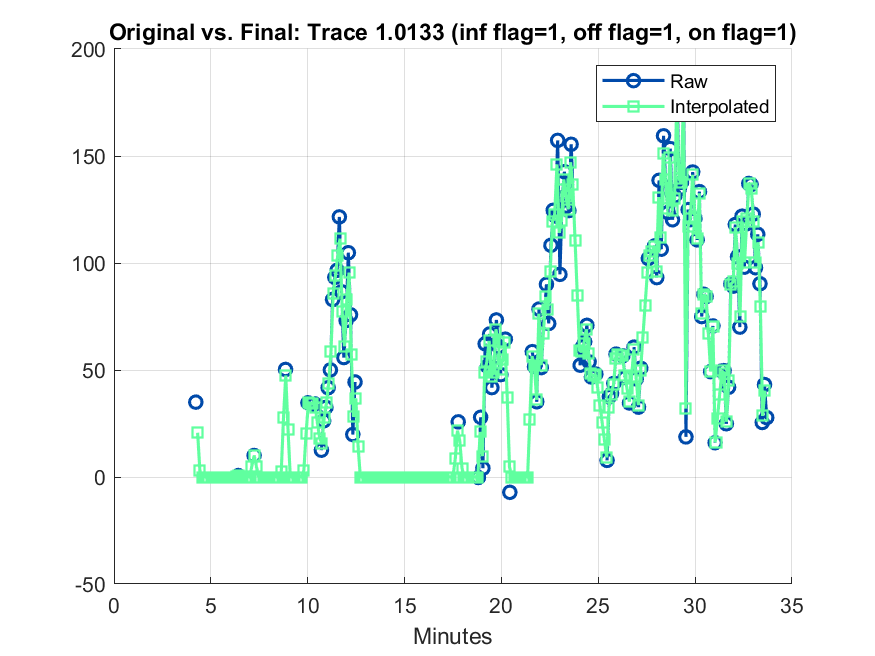 Original vs. Final: Trace 1.0133 (inf flag=1, off flag=1, on flag=1)
200
150
100
50
0
-50
Raw
Interpolated
0 5 10 15 20 25 30 35
Minutes